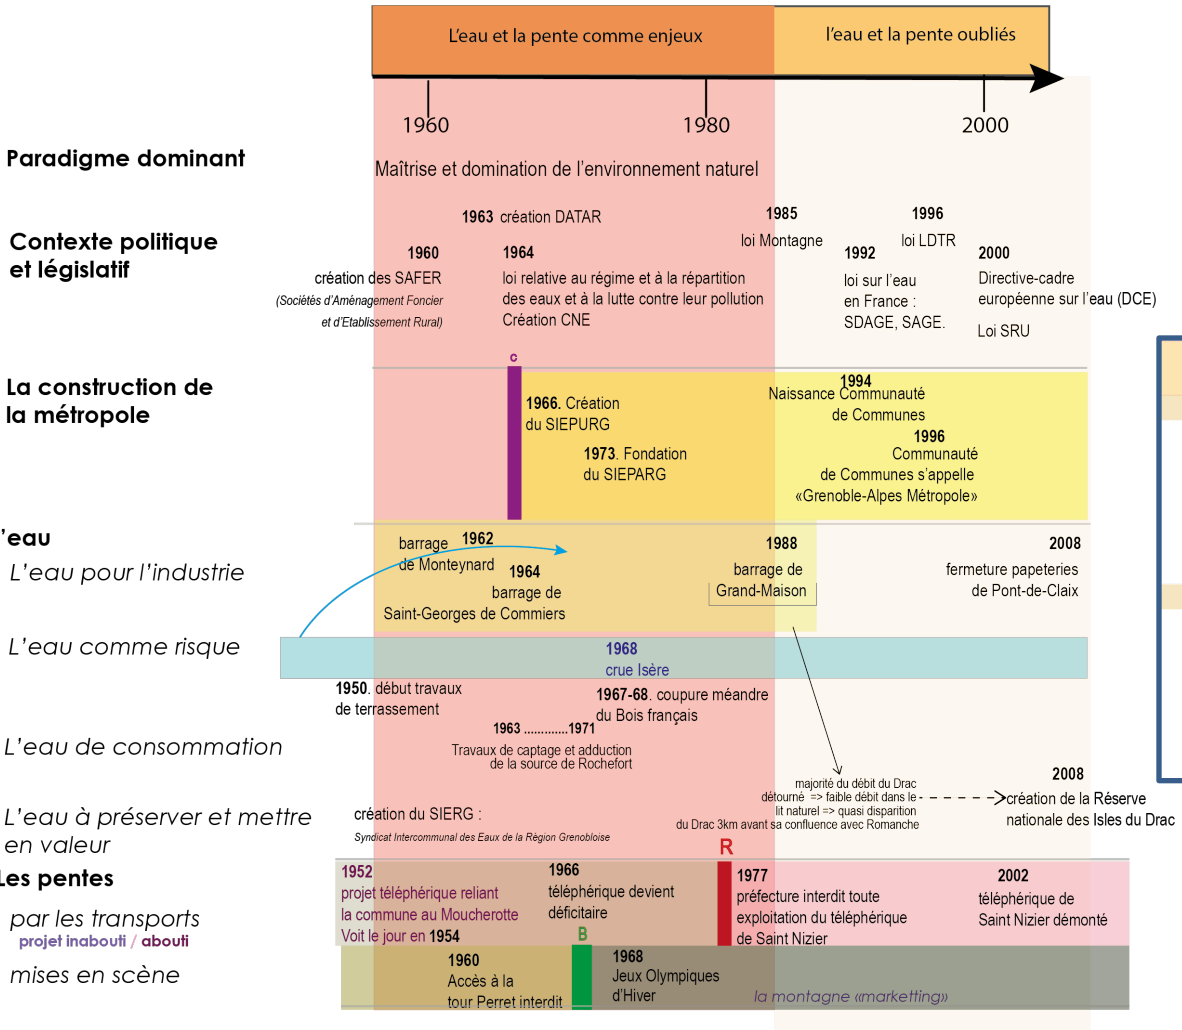 L'eau et la pente comme enjeux
l'eau et la pente oubliés
1960
1980
2000
Paradigme dominant
Maîtrise et domination de l'environnement naturel
Contexte politique
et législatif
1963 création DATAR
1960
création des SAFER
(Sociétés d'Aménagement Foncier
et d'Etablissement Rural)
1964
loi relative au régime et à la répartition
des eaux et à la lutte contre leur pollution
Création CNE
1985
loi Montagne
1992
loi sur l'eau
en France :
SDAGE, SAGE.
1996
loi LDTR
2000
Directive-cadre
européenne sur l'eau (DCE)
Loi SRU
La construction de
la métropole
c
1966. Création
du SIEPURG
1973. Fondation
du SIEPARG
1994
Naissance Communauté
de Communes
1996
Communauté
de Communes s'appelle
«Grenoble-Alpes Métropole»
'eau
L'eau pour l'industrie
barrage 1962
de Monteynard
1964
barrage de
Saint-Georges de Commiers
1988
barrage de
Grand-Maison
2008
fermeture papeteries
de Pont-de-Claix
L'eau comme risque
1968
crue Isère
1950. début travaux
de terrassement
1967-68. coupure méandre
du Bois français
L'eau de consommation
1963 .............1971
Travaux de captage et adduction
de la source de Rochefort
L'eau à préserver et mettre
en valeur
création du SIERG :
Syndicat Intercommunal des Eaux de la Région Grenobloise
majorité du débit du Drac
détourné => faible débit dans le
lit naturel => quasi disparition
du Drac 3km avant sa confluence avec Romanche
2008
création de la Réserve
nationale des Isles du Drac
Les pentes
par les transports
projet inabouti / abouti
1952
projet téléphérique reliant
la commune au Moucherotte
Voit le jour en 1954
1966
téléphérique devient
déficitaire
R
1977
préfecture interdit toute
exploitation du téléphérique
de Saint Nizier
2002
téléphérique de
Saint Nizier démonté
mises en scène
1960
Accès à la
tour Perret interdit
B
1968
Jeux Olympiques
d'Hiver
la montagne «marketting»